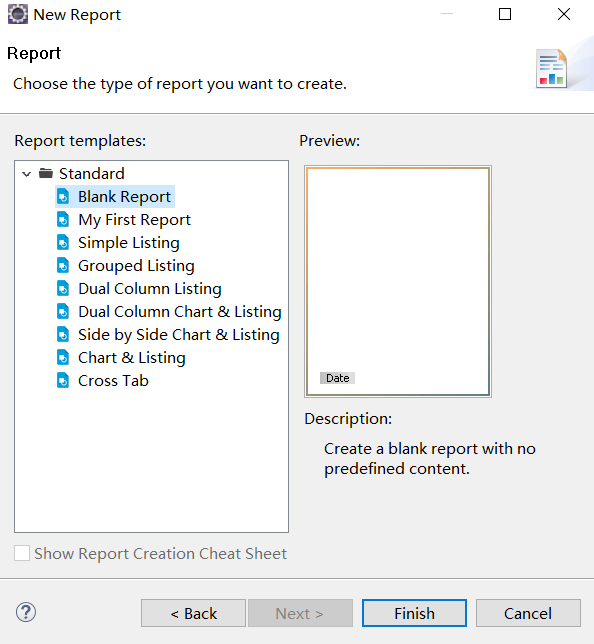 New Report
Report
Choose the type of report you want to create.
Report templates:
Preview:
Standard
Blank Report
My First Report
Simple Listing
Grouped Listing
Dual Column Listing
Dual Column Chart & Listing
Side by Side Chart & Listing
Chart & Listing
Cross Tab
Date
Description:
Create a blank report with no
predefined content.
Show Report Creation Cheat Sheet
?
< Back
Next >
Finish
Cancel